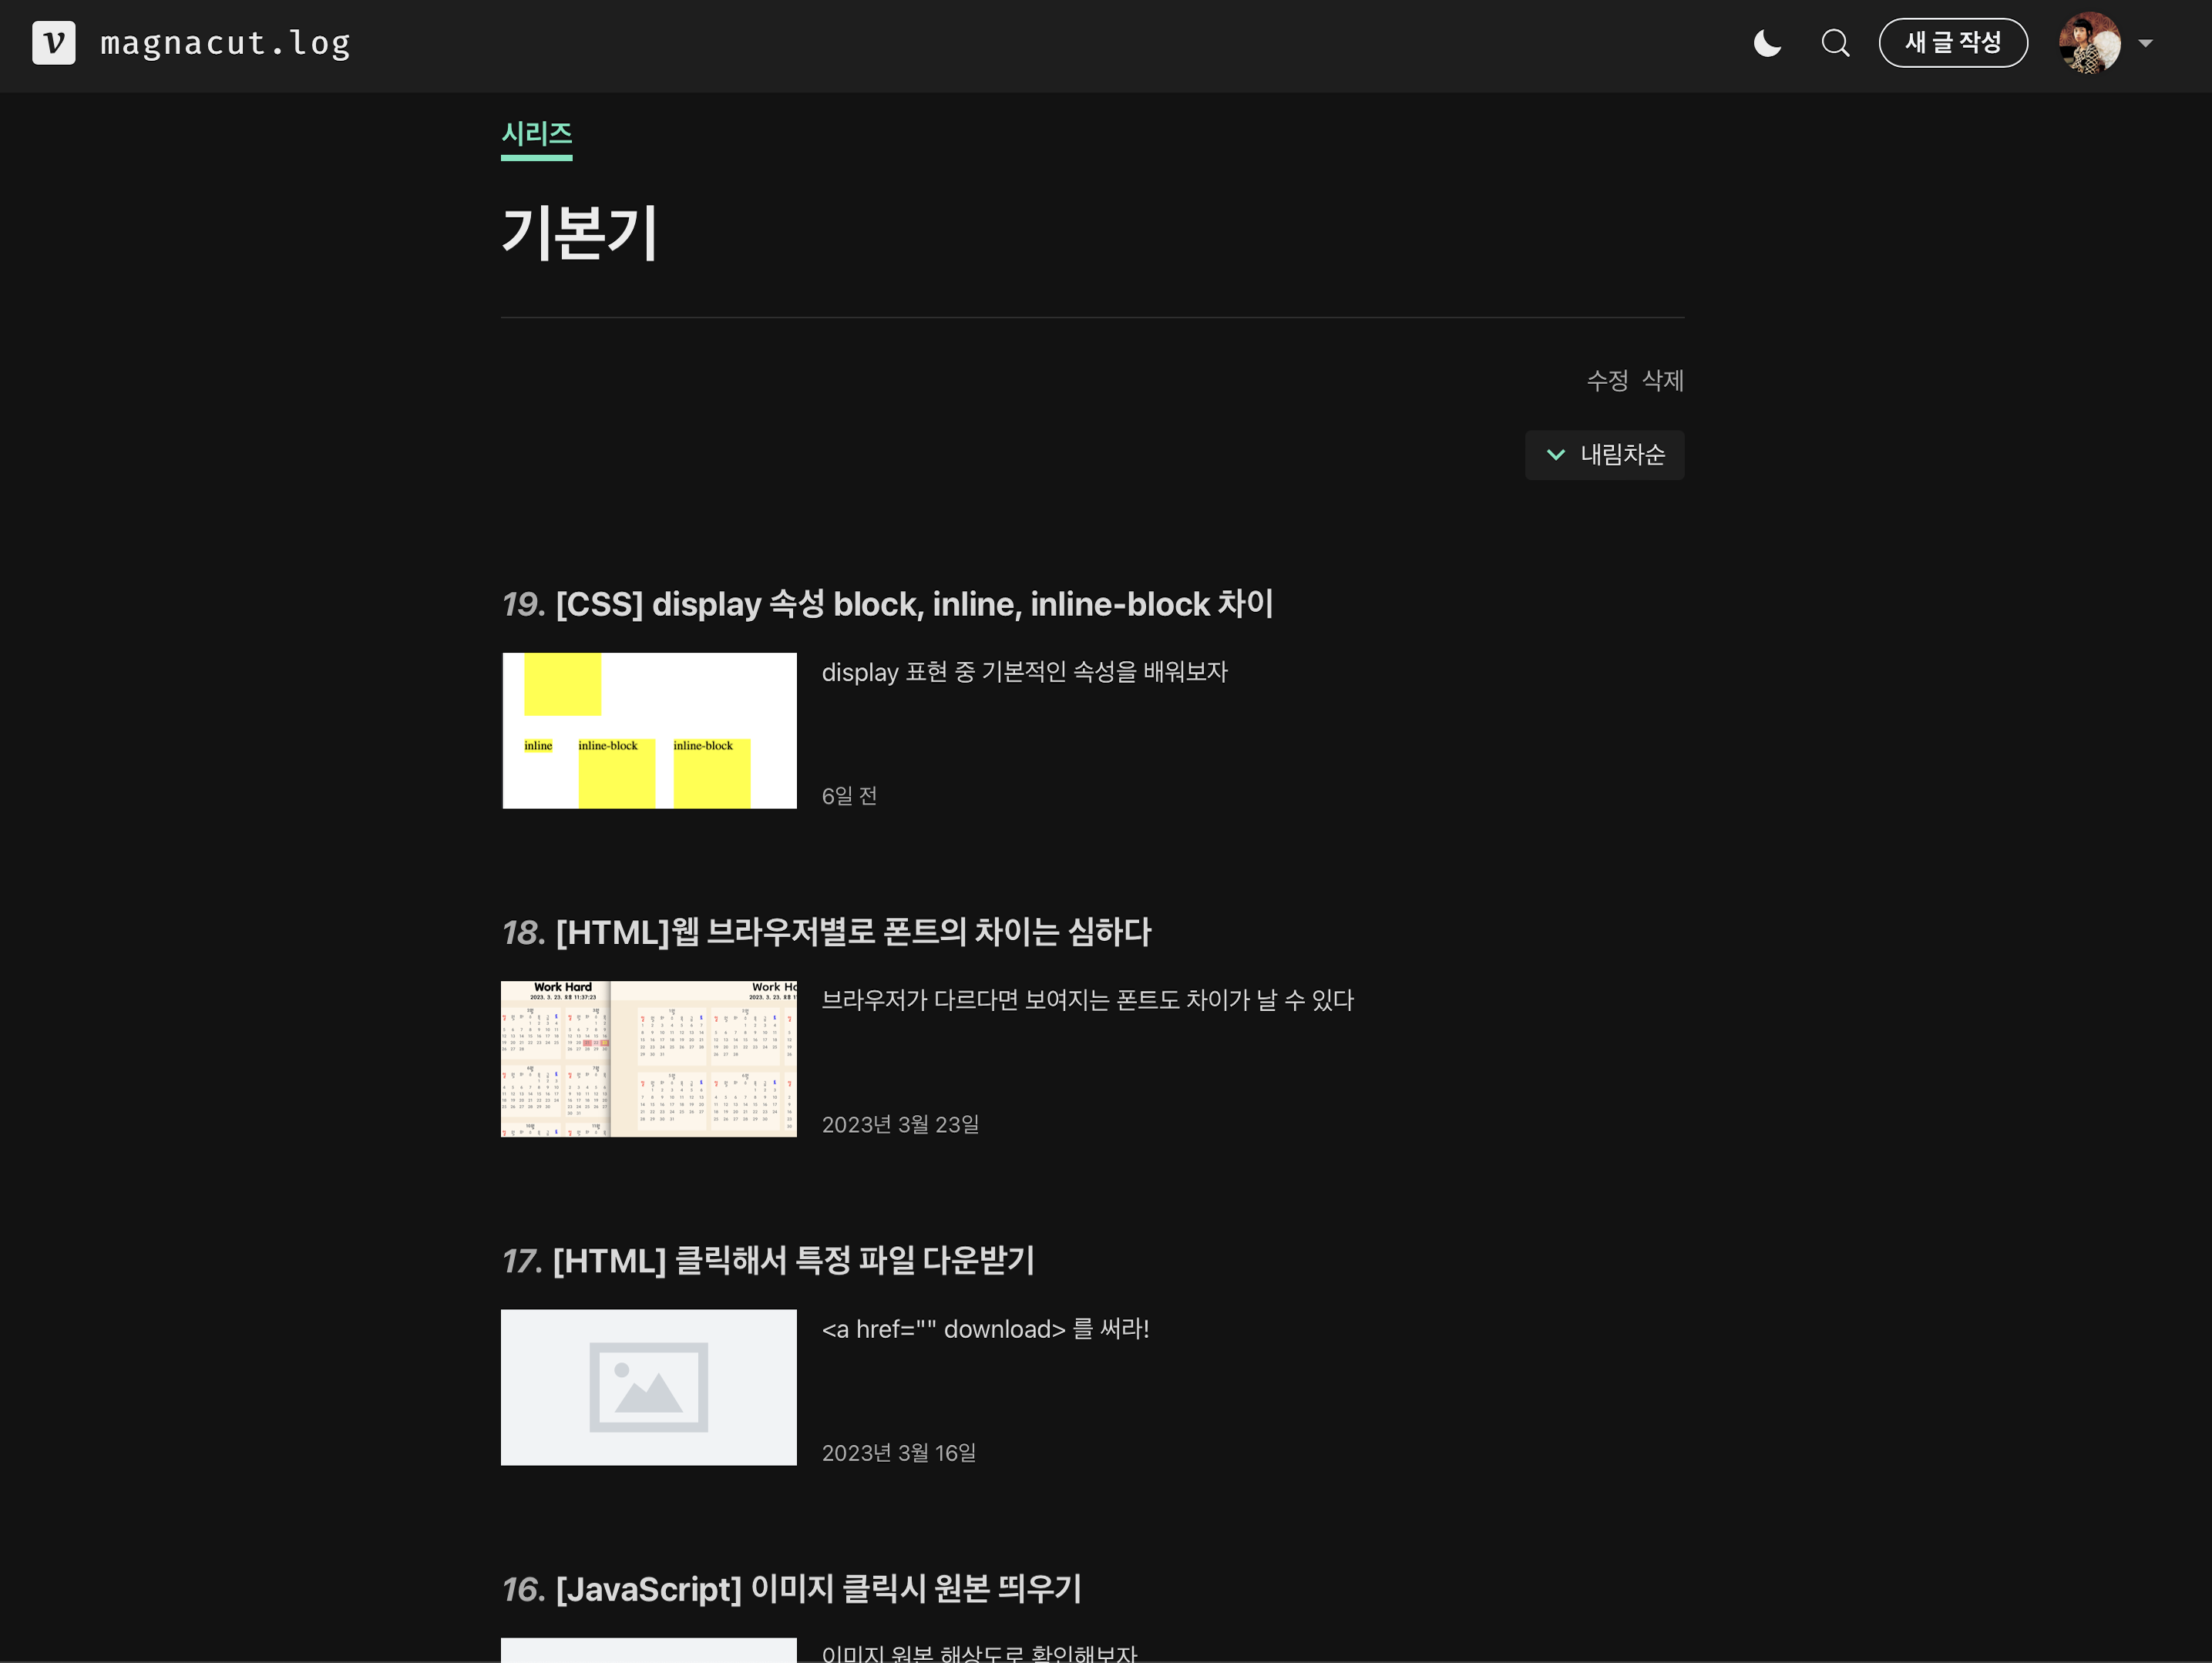 v magnacut.log 새 글 작성
시리즈
기본기
수정 삭제
내림차순
19. [CSS] display 속성 block, inline, inline-block 차이
display 표현 중 기본적인 속성을 배워보자
inline inline-block inline-block
6일 전
18. [HTML]웹 브라우저별로 폰트의 차이는 심하다
Work Hard
브라우저가 다르다면 보여지는 폰트도 차이가 날 수 있다
2023년 3월 23일
17. [HTML] 클릭해서 특정 파일 다운받기
<a href="" download> 를 써라!
2023년 3월 16일
16. [JavaScript] 이미지 클릭시 원본 띄우기
이미지 원본 해상도로 확인해보자